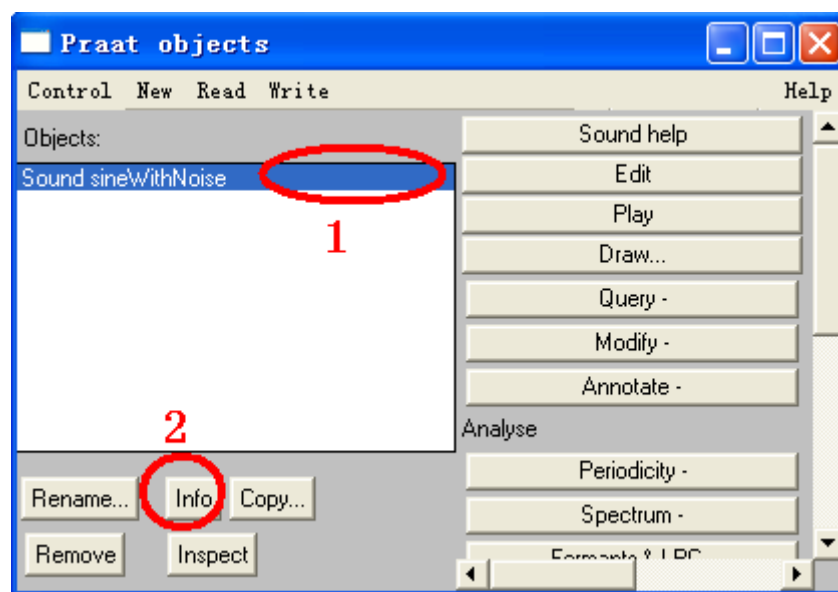 Praat objects
Control New Read Write Help
Objects:
Sound sineWithNoise
1
2
Rename... Info Copy...
Remove Inspect
Sound help
Edit
Play
Draw...
Query -
Modify -
Annotate -
Analyse
Periodicity -
Spectrum -